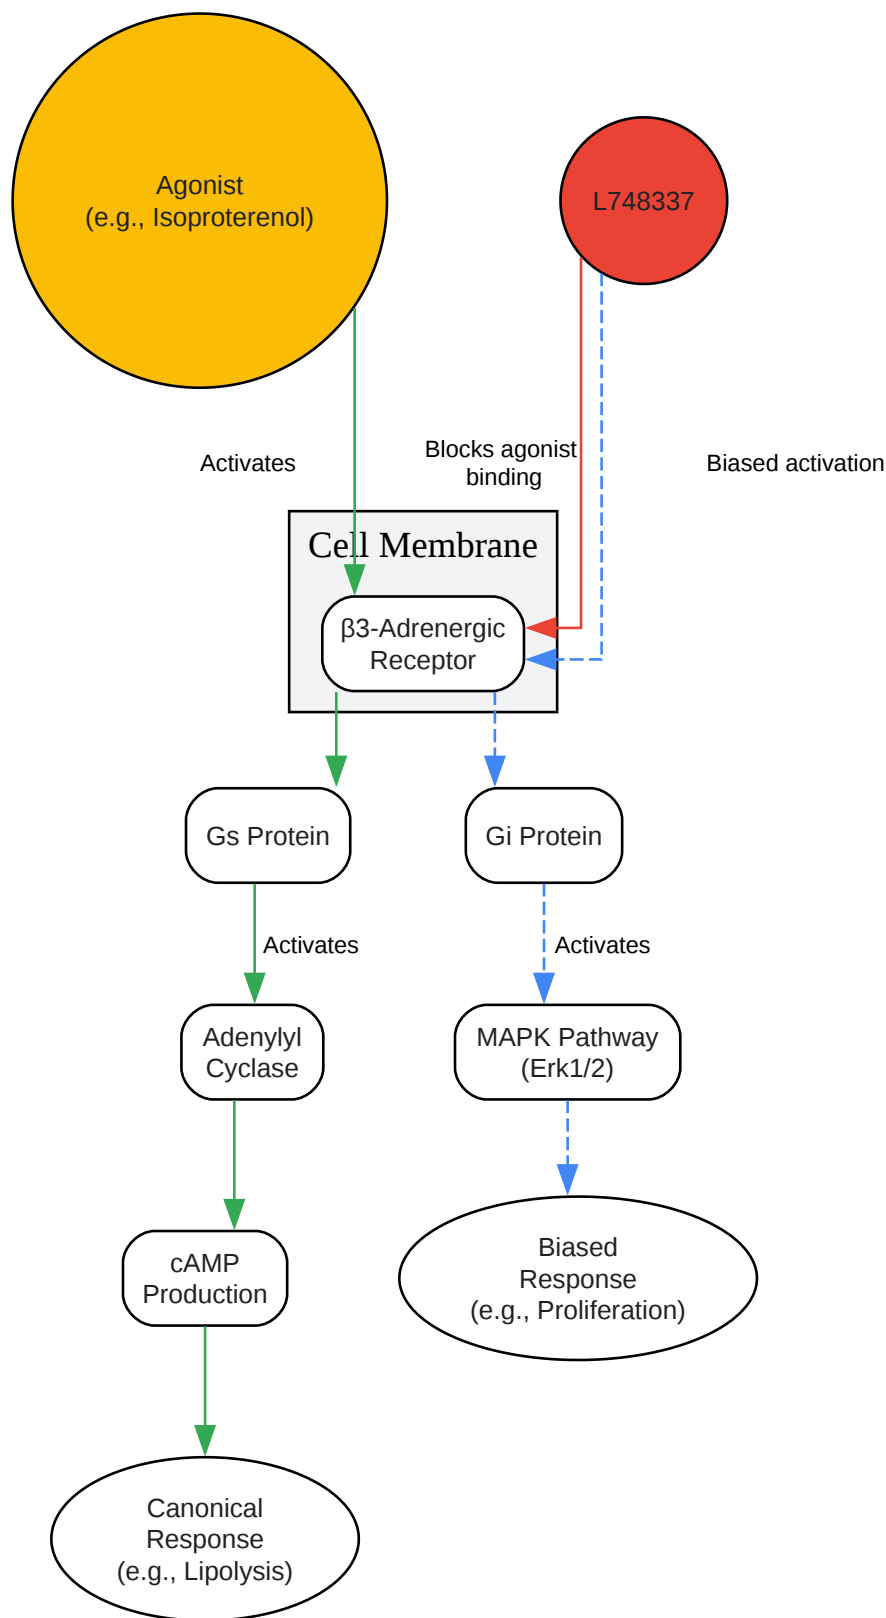 Agonist
(e.g., Isoproterenol)
L748337
Activates
Blocks agonist
binding
Biased activation
Cell Membrane
β3-Adrenergic
Receptor
Gs Protein
Gi Protein
Activates
Activates
Adenylyl
Cyclase
MAPK Pathway
(Erk1/2)
cAMP
Production
Biased
Response
(e.g., Proliferation)
Canonical
Response
(e.g., Lipolysis)